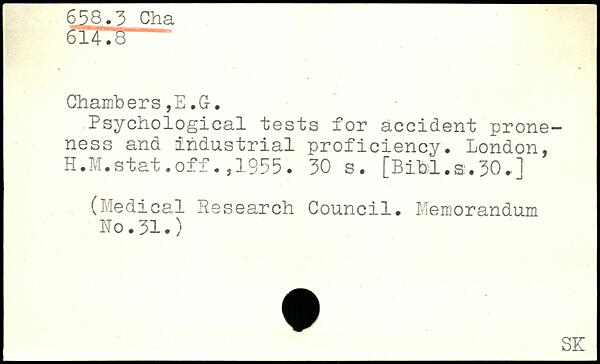 658.3 Cha
614.8
Chambers,E.G.
Psychological tests for accident prone-
ness and industrial proficiency. London,
H.M.stat.off.,1955. 30 s. [Bibl.s.30.]
(Medical Research Council. Memorandum
No.31.)
SK